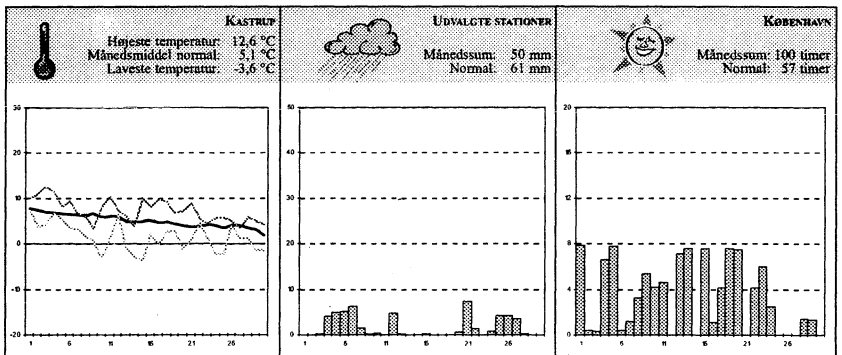 KASTRUP
Højeste temperatur: 12,6 °C
Månedsmiddel normal: 5,1 °C
Laveste temperatur: -3,6 °C
30
20
10
0
-10
-20
1 6 11 16 21 26
UDVALGTE STATIONER
Månedssum: 50 mm
Normal: 61 mm
50
40
30
20
10
0
1 6 11 16 21 26
KØBENHAVN
Månedssum: 100 timer
Normal: 57 timer
20
16
12
8
4
0
1 6 11 16 21 26